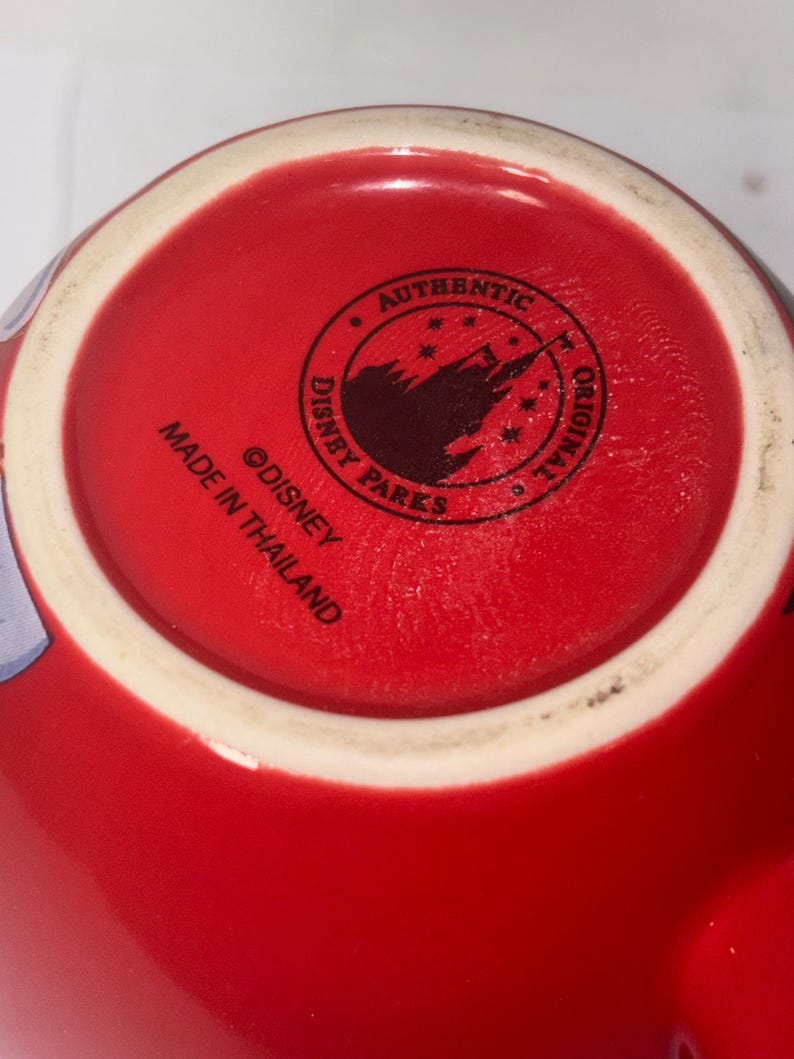 AUTHENTIC
ORIGINAL
DISNEY PARKS
©DISNEY
MADE IN THAILAND